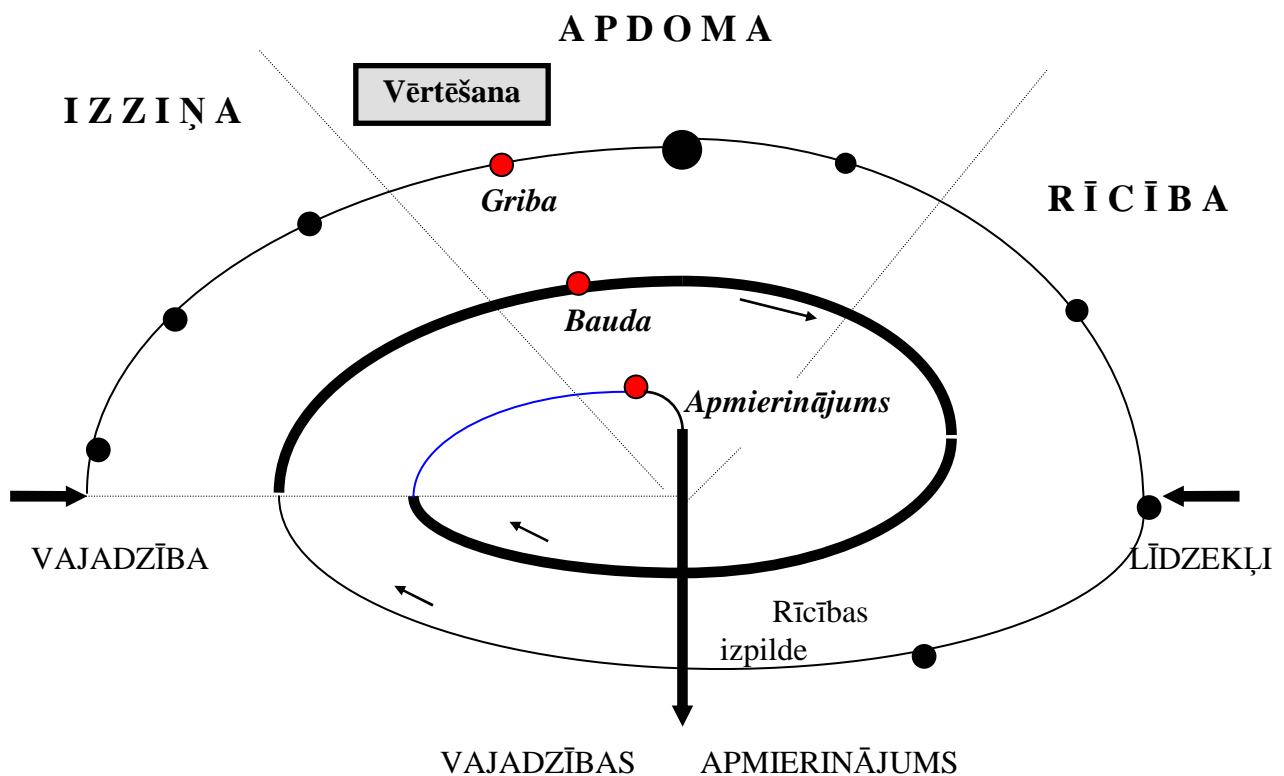 A P D O M A
Vērtēšana
I Z Z I Ņ A
Griba
R Ī C Ī B A
Bauda
Apmierinājums
VAJADZĪBA
LĪDZEKĻI
Rīcības
izpilde
VAJADZĪBAS APMIERINĀJUMS